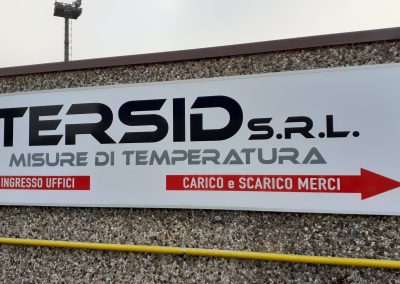 TERSID S.R.L.
MISURE DI TEMPERATURA
INGRESSO UFFICI CARICO e SCARICO MERCI